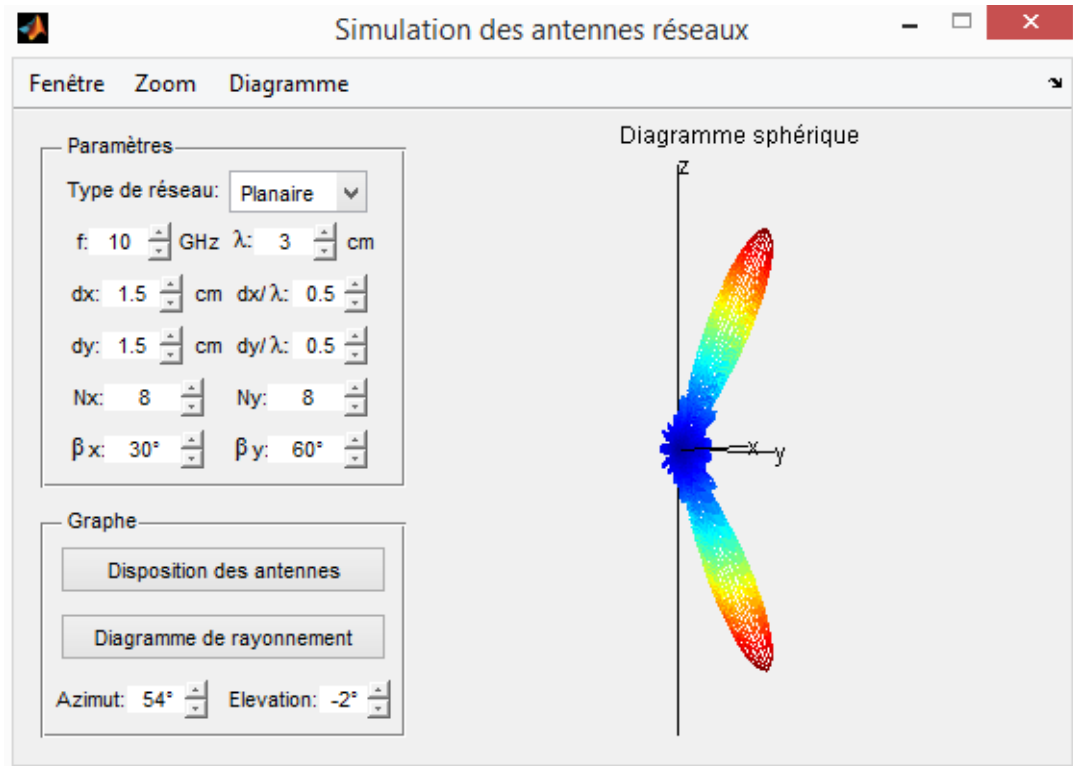 Simulation des antennes réseaux
Fenêtre Zoom Diagramme
Paramètres
Type de réseau: Planaire
f: 10 GHz λ: 3 cm
dx: 1.5 cm dx/λ: 0.5
dy: 1.5 cm dy/λ: 0.5
Nx: 8 Ny: 8
βx: 30° βy: 60°
Graphe
Disposition des antennes
Diagramme de rayonnement
Azimut: 54° Elevation: -2°
Diagramme sphérique
z
x
y